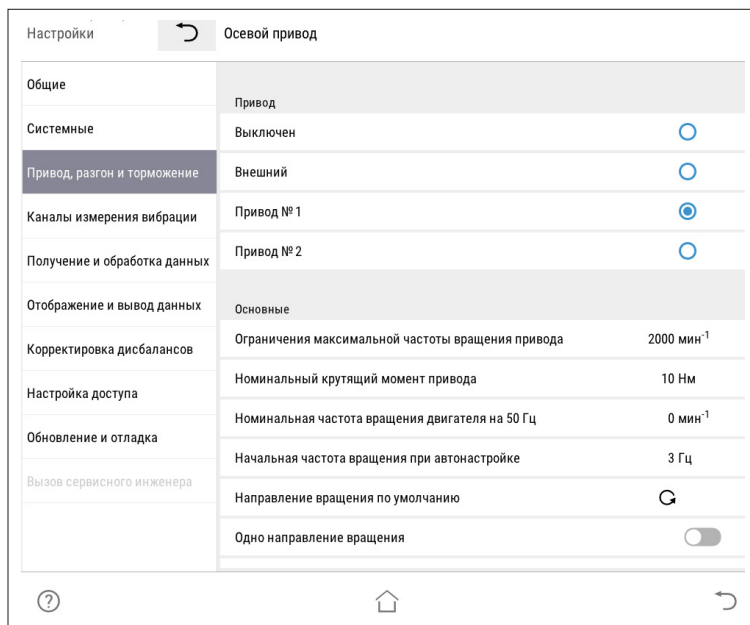 Настройки
Осевой привод
Общие
Системные
Привод, разгон и торможение
Каналы измерения вибрации
Получение и обработка данных
Отображение и вывод данных
Корректировка дисбалансов
Настройка доступа
Обновление и отладка
Вызов сервисного инженера
Привод
Выключен
Внешний
Привод № 1
Привод № 2
Основные
Ограничения максимальной частоты вращения привода 2000 мин⁻¹
Номинальный крутящий момент привода 10 Нм
Номинальная частота вращения двигателя на 50 Гц 0 мин⁻¹
Начальная частота вращения при автонастройке 3 Гц
Направление вращения по умолчанию
Одно направление вращения